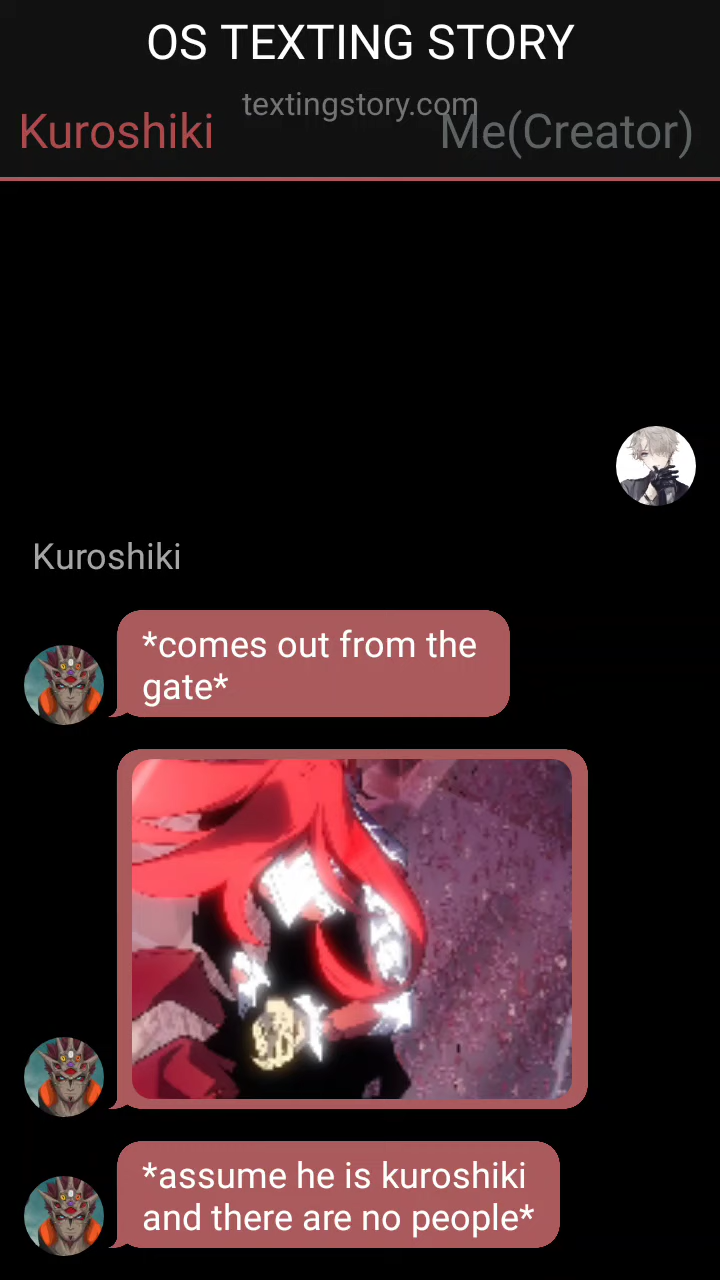 OS TEXTING STORY
textingstory.com
Kuroshiki
Me(Creator)
Kuroshiki
*comes out from the
gate*
*assume he is kuroshiki
and there are no people*